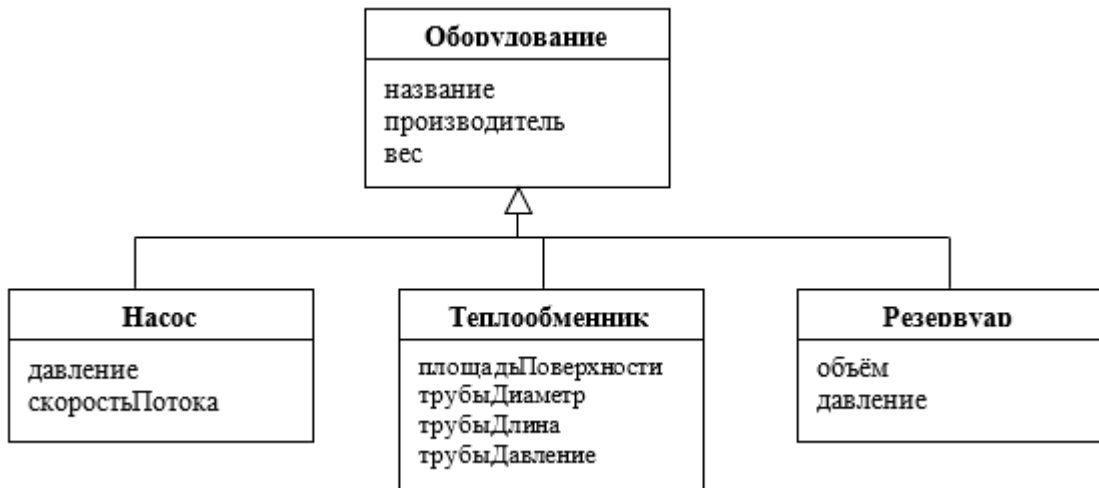 Оборудование
название
производитель
вес
Насос
давление
скоростьПотока
Теплообменник
площадьПоверхности
трубыДиаметр
трубыДлина
трубыДавление
Резервуар
объём
давление